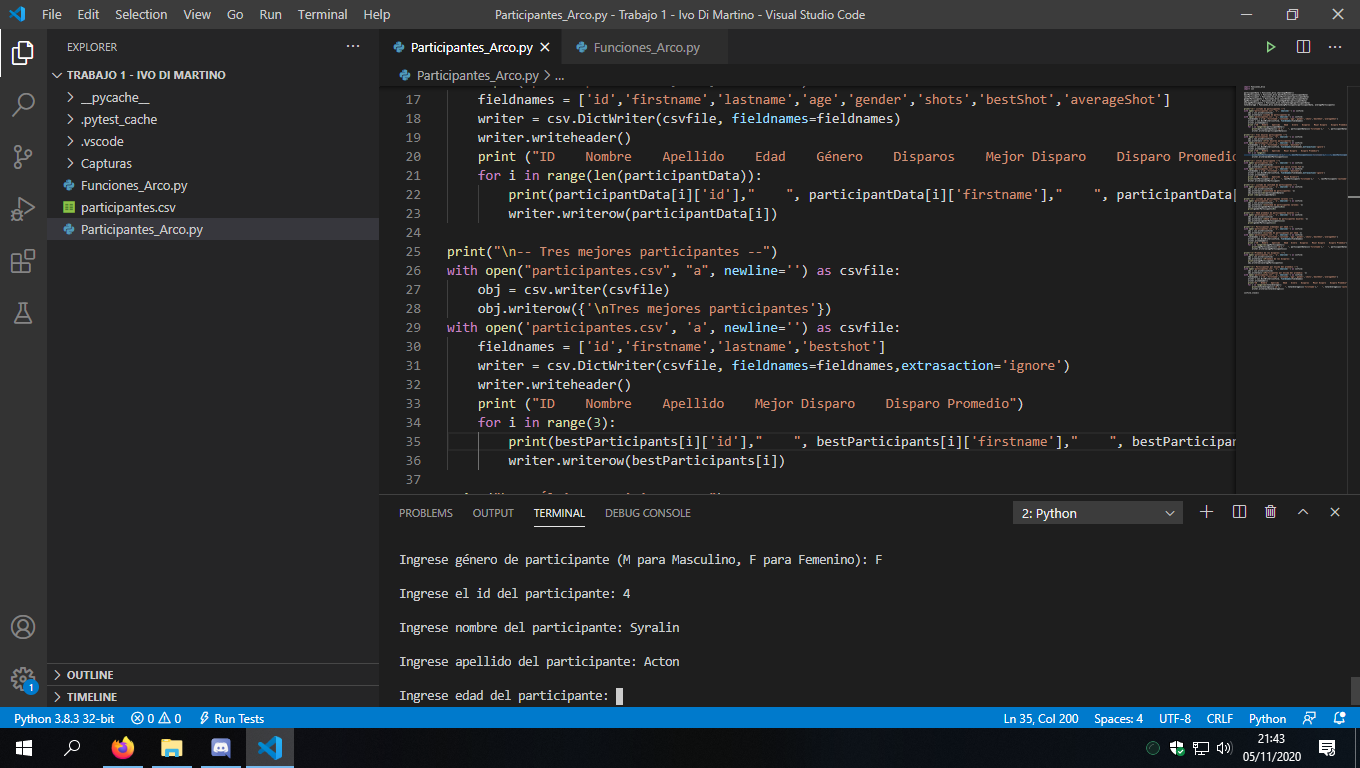 File Edit Selection View Go Run Terminal Help
Participantes_Arco.py - Trabajo 1 - Ivo Di Martino - Visual Studio Code
EXPLORER
TRABAJO 1 - IVO DI MARTINO
__pycache__
.pytest_cache
.vscode
Capturas
Funciones_Arco.py
participantes.csv
Participantes_Arco.py
OUTLINE
TIMELINE
Participantes_Arco.py
Funciones_Arco.py
Participantes_Arco.py > ...
17 fieldnames = ['id','firstname','lastname','age','gender','shots','bestShot','averageShot']
18 writer = csv.DictWriter(csvfile, fieldnames=fieldnames)
19 writer.writeheader()
20 print ("ID    Nombre    Apellido    Edad    Género    Disparos    Mejor Disparo    Disparo Promedio
21 for i in range(len(participantData)):
22 print(participantData[i]['id'],"    ", participantData[i]['firstname'],"    ", participantData
23 writer.writerow(participantData[i])
24
25 print("\n-- Tres mejores participantes --")
26 with open("participantes.csv", "a", newline='') as csvfile:
27 obj = csv.writer(csvfile)
28 obj.writerow({'\nTres mejores participantes'})
29 with open('participantes.csv', 'a', newline='') as csvfile:
30 fieldnames = ['id','firstname','lastname','bestshot']
31 writer = csv.DictWriter(csvfile, fieldnames=fieldnames,extrasaction='ignore')
32 writer.writeheader()
33 print ("ID    Nombre    Apellido    Mejor Disparo    Disparo Promedio")
34 for i in range(3):
35 print(bestParticipants[i]['id'],"    ", bestParticipants[i]['firstname'],"    ", bestParticipan
36 writer.writerow(bestParticipants[i])
37
PROBLEMS OUTPUT TERMINAL DEBUG CONSOLE
2: Python
Ingrese género de participante (M para Masculino, F para Femenino): F
Ingrese el id del participante: 4
Ingrese nombre del participante: Syralin
Ingrese apellido del participante: Acton
Ingrese edad del participante:
1
Python 3.8.3 32-bit 0 0 Run Tests
Ln 35, Col 200 Spaces: 4 UTF-8 CRLF Python
21:43
05/11/2020